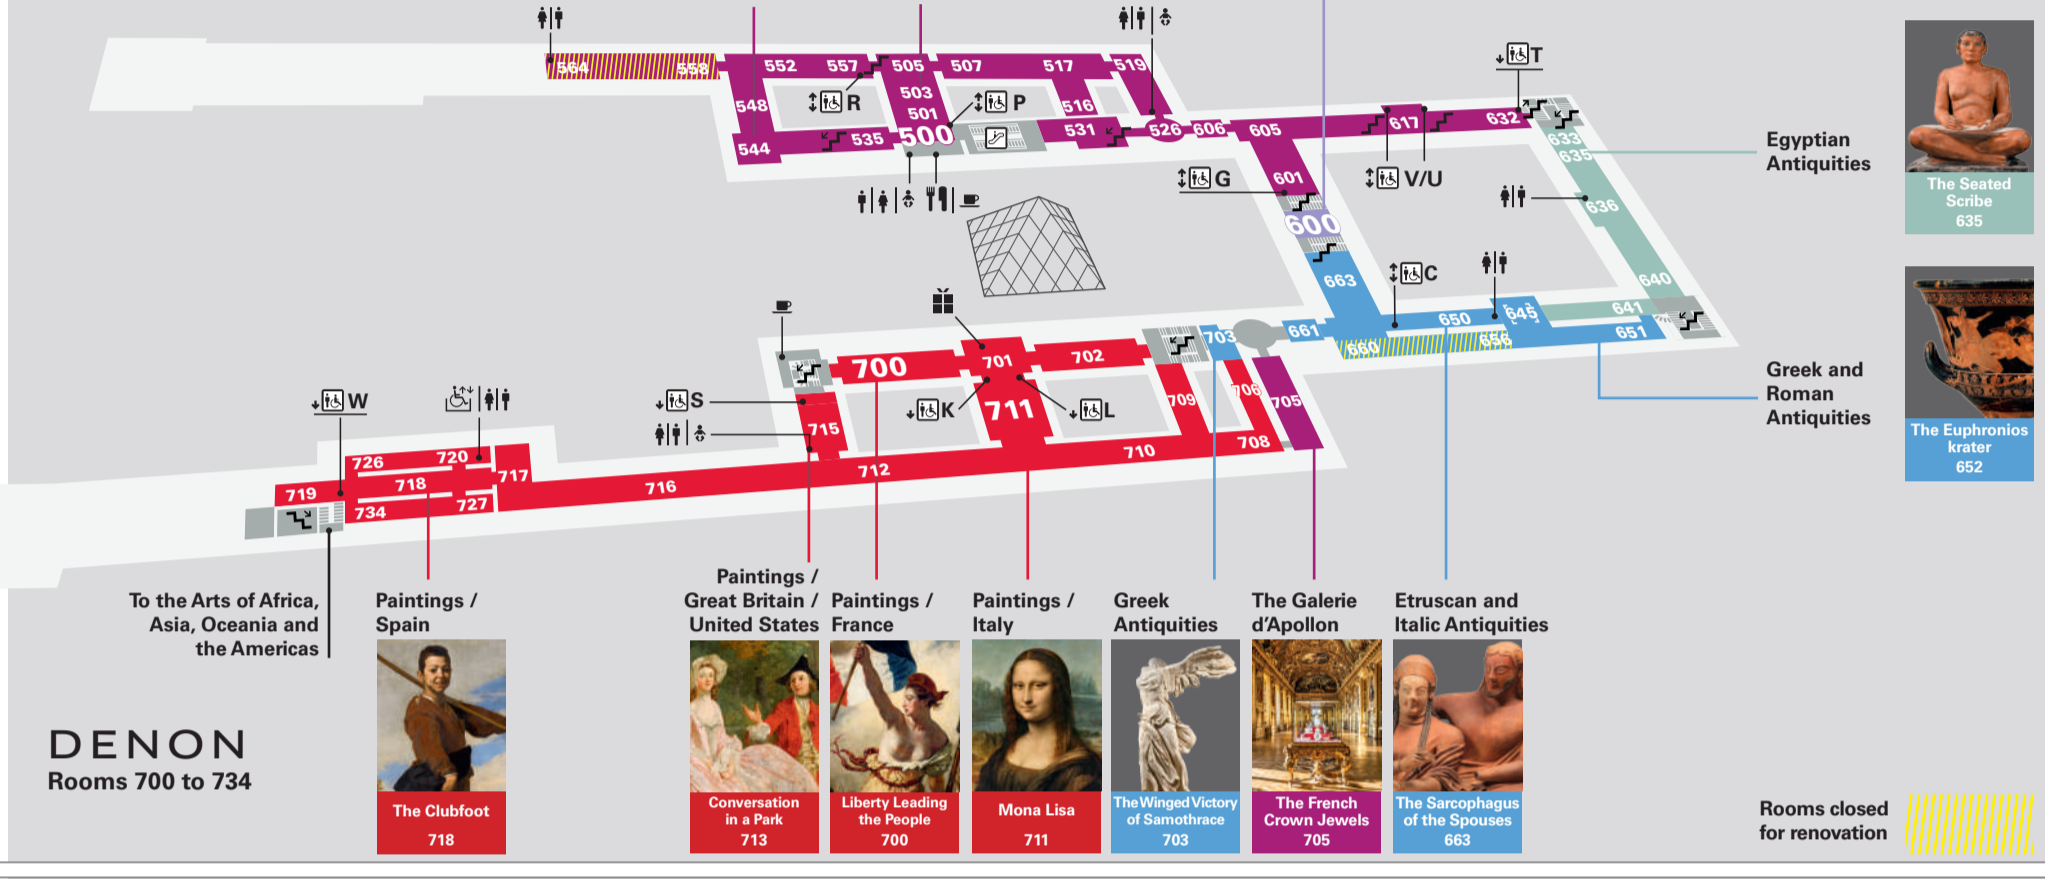 564
558
552
557
505
507
517
519
T
548
R
503
501
P
516
544
535
500
531
526
606
605
617
632
633
635
G
601
V/U
636
600
663
C
640
641
645
650
651
661
660
656
Egyptian
Antiquities
The Seated
Scribe
635
Greek and
Roman
Antiquities
The Euphronios
krater
652
703
700
701
702
706
705
709
711
K
L
S
715
W
708
710
712
716
717
720
726
718
719
727
734
To the Arts of Africa,
Asia, Oceania and
the Americas
Paintings /
Spain
The Clubfoot
718
Paintings /
Great Britain /
United States
Conversation
in a Park
713
Paintings /
France
Liberty Leading
the People
700
Paintings /
Italy
Mona Lisa
711
Greek
Antiquities
The Winged Victory
of Samothrace
703
The Galerie
d'Apollon
The French
Crown Jewels
705
Etruscan and
Italic Antiquities
The Sarcophagus
of the Spouses
663
DENON
Rooms 700 to 734
Rooms closed
for renovation